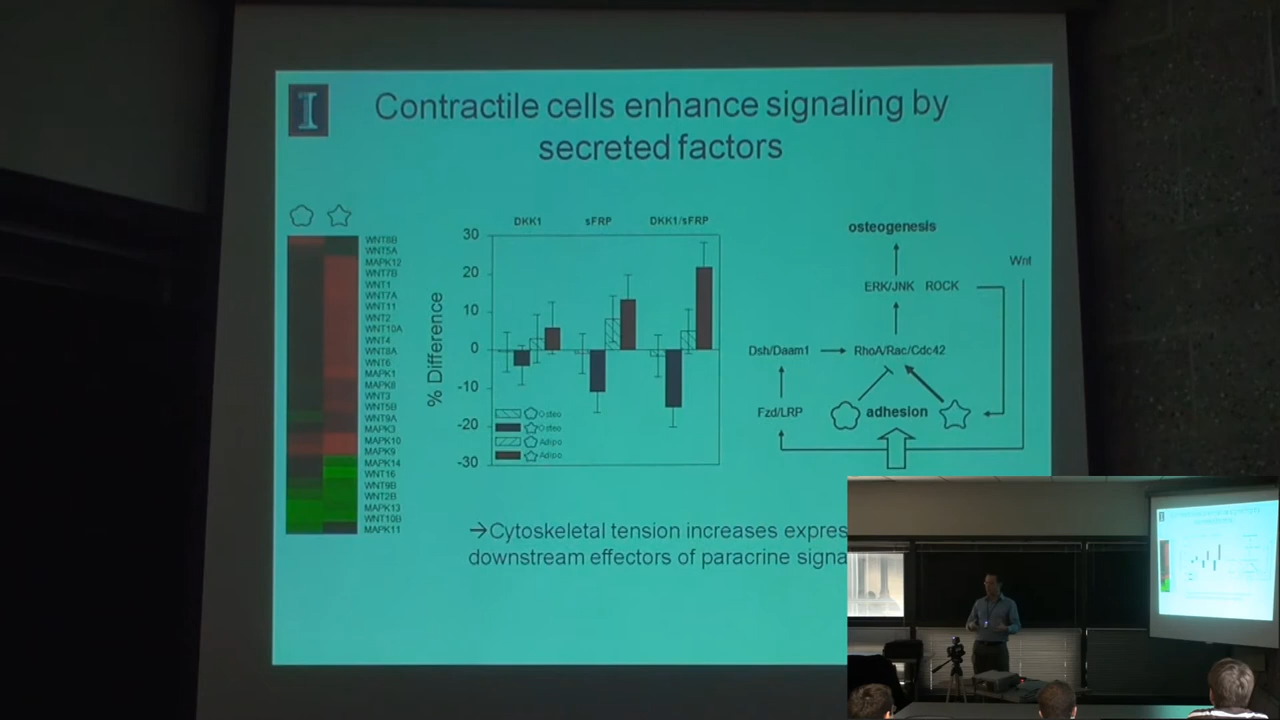 I
Contractile cells enhance signaling by
secreted factors
WNT8B
WNT5A
MAPK12
WNT7B
WNT1
WNT7A
WNT11
WNT2
WNT10A
WNT4
WNT8A
WNT6
MAPK1
MAPK8
WNT3
WNT5B
WNT9A
MAPK3
MAPK10
MAPK9
MAPK14
WNT16
WNT9B
WNT2B
MAPK13
WNT10B
MAPK11
DKK1 sFRP DKK1/sFRP
% Difference
30
20
10
0
-10
-20
-30
Osteo
Osteo
Adipo
Adipo
osteogenesis
Wnt
ERK/JNK ROCK
Dsh/Daam1 RhoA/Rac/Cdc42
Fzd/LRP adhesion
→Cytoskeletal tension increases expres
downstream effectors of paracrine signa